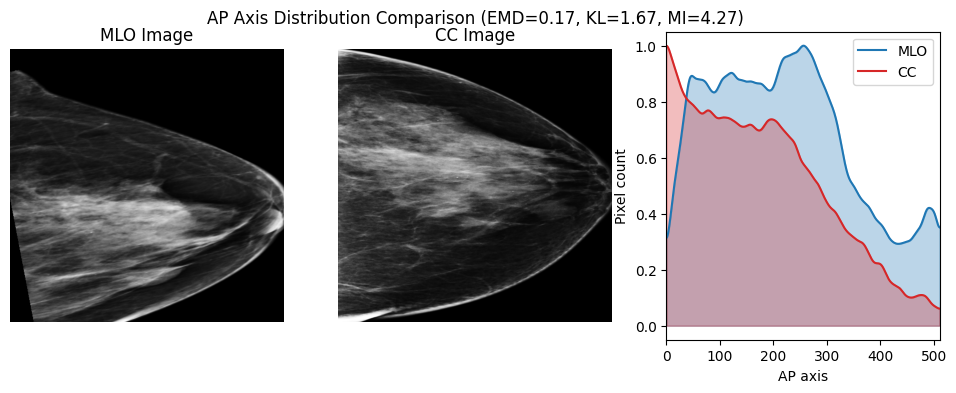 AP Axis Distribution Comparison (EMD=0.17, KL=1.67, MI=4.27)
MLO Image
CC Image
MLO
CC
1.0
0.8
0.6
0.4
0.2
0.0
Pixel count
0 100 200 300 400 500
AP axis